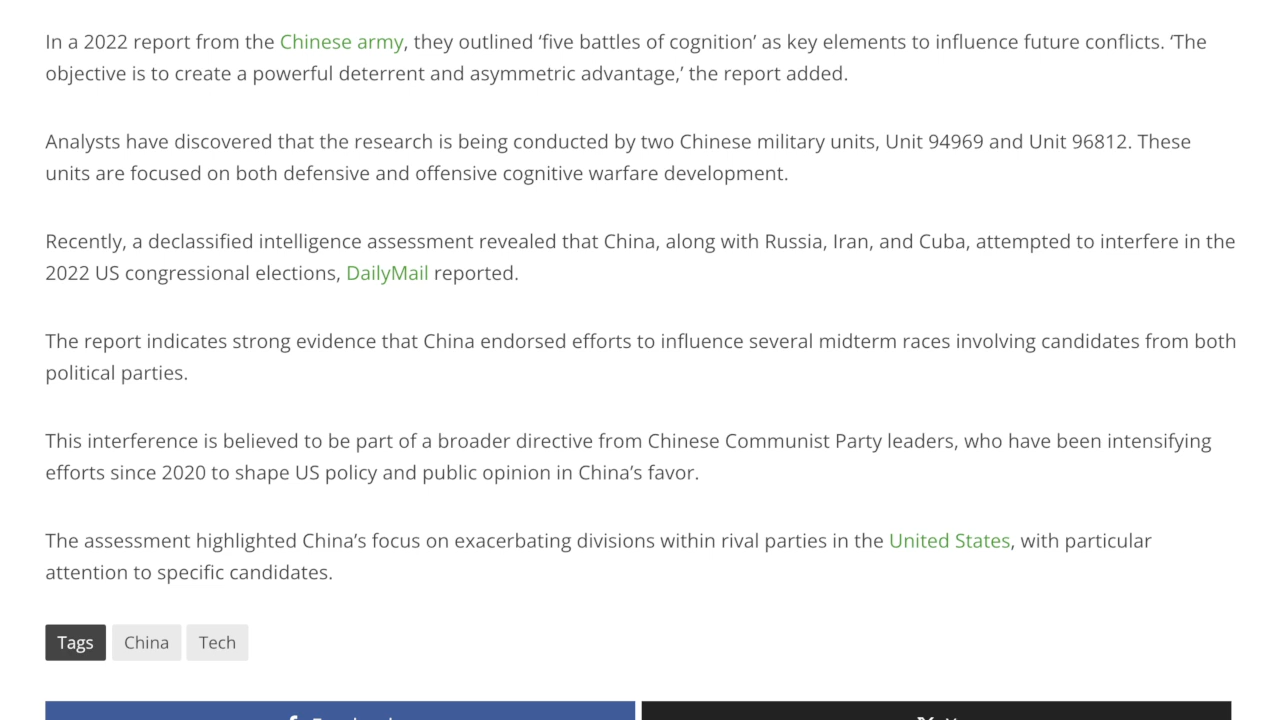 In a 2022 report from the Chinese army, they outlined ‘five battles of cognition’ as key elements to influence future conflicts. ‘The
objective is to create a powerful deterrent and asymmetric advantage,’ the report added.
Analysts have discovered that the research is being conducted by two Chinese military units, Unit 94969 and Unit 96812. These
units are focused on both defensive and offensive cognitive warfare development.
Recently, a declassified intelligence assessment revealed that China, along with Russia, Iran, and Cuba, attempted to interfere in the
2022 US congressional elections, DailyMail reported.
The report indicates strong evidence that China endorsed efforts to influence several midterm races involving candidates from both
political parties.
This interference is believed to be part of a broader directive from Chinese Communist Party leaders, who have been intensifying
efforts since 2020 to shape US policy and public opinion in China’s favor.
The assessment highlighted China’s focus on exacerbating divisions within rival parties in the United States, with particular
attention to specific candidates.
Tags China Tech